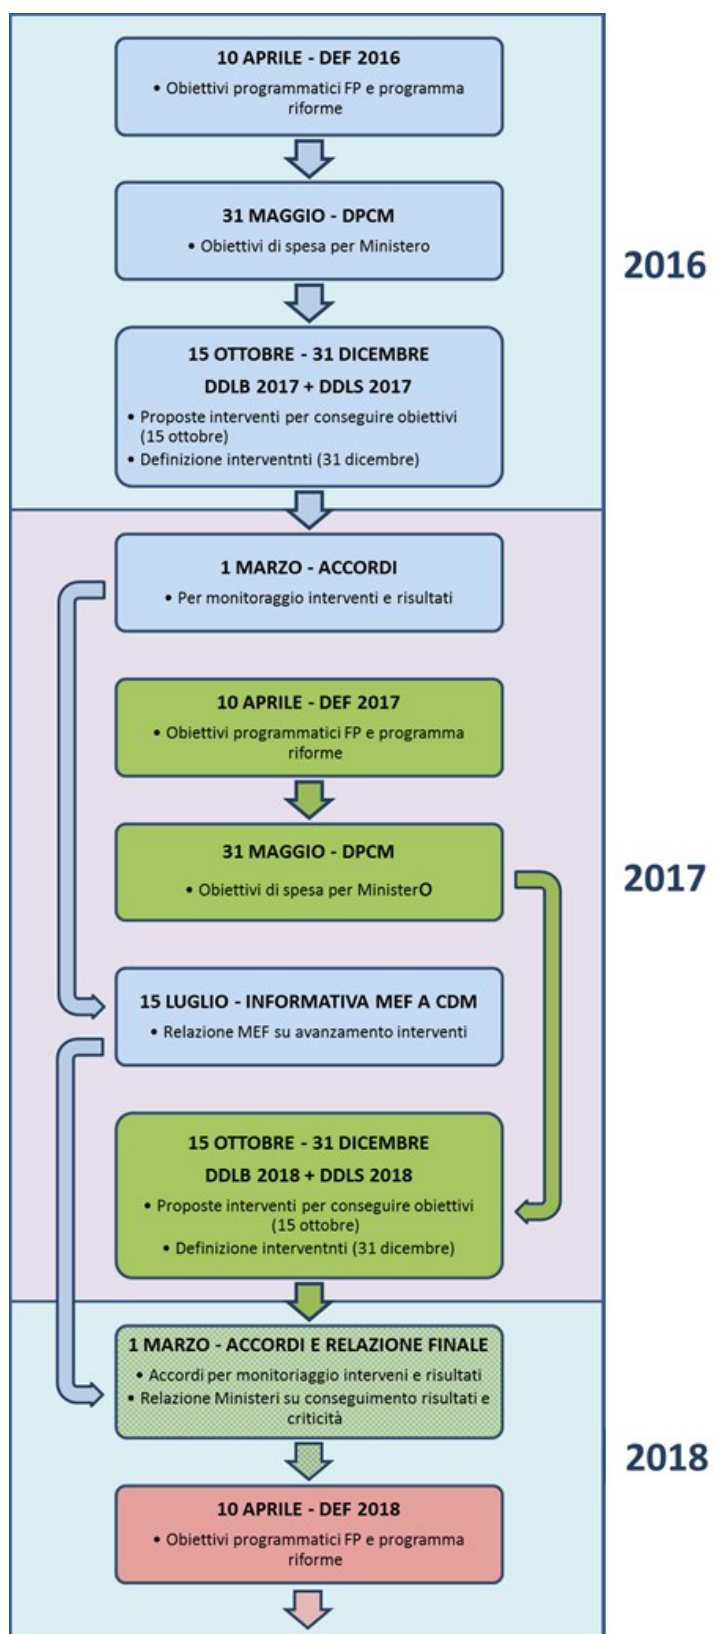 10 APRILE - DEF 2016
• Obiettivi programmatici FP e programma
riforme
31 MAGGIO - DPCM
• Obiettivi di spesa per Ministero
2016
15 OTTOBRE - 31 DICEMBRE
DDLB 2017 + DDLS 2017
• Proposte interventi per conseguire obiettivi
(15 ottobre)
• Definizione interventnti (31 dicembre)
1 MARZO - ACCORDI
• Per monitoraggio interventi e risultati
10 APRILE - DEF 2017
• Obiettivi programmatici FP e programma
riforme
31 MAGGIO - DPCM
• Obiettivi di spesa per MinisterO
2017
15 LUGLIO - INFORMATIVA MEF A CDM
• Relazione MEF su avanzamento interventi
15 OTTOBRE - 31 DICEMBRE
DDLB 2018 + DDLS 2018
• Proposte interventi per conseguire obiettivi
(15 ottobre)
• Definizione interventnti (31 dicembre)
1 MARZO - ACCORDI E RELAZIONE FINALE
• Accordi per monitoriaggio interveni e risultati
• Relazione Ministeri su conseguimento risultati e
criticità
2018
10 APRILE - DEF 2018
• Obiettivi programmatici FP e programma
riforme